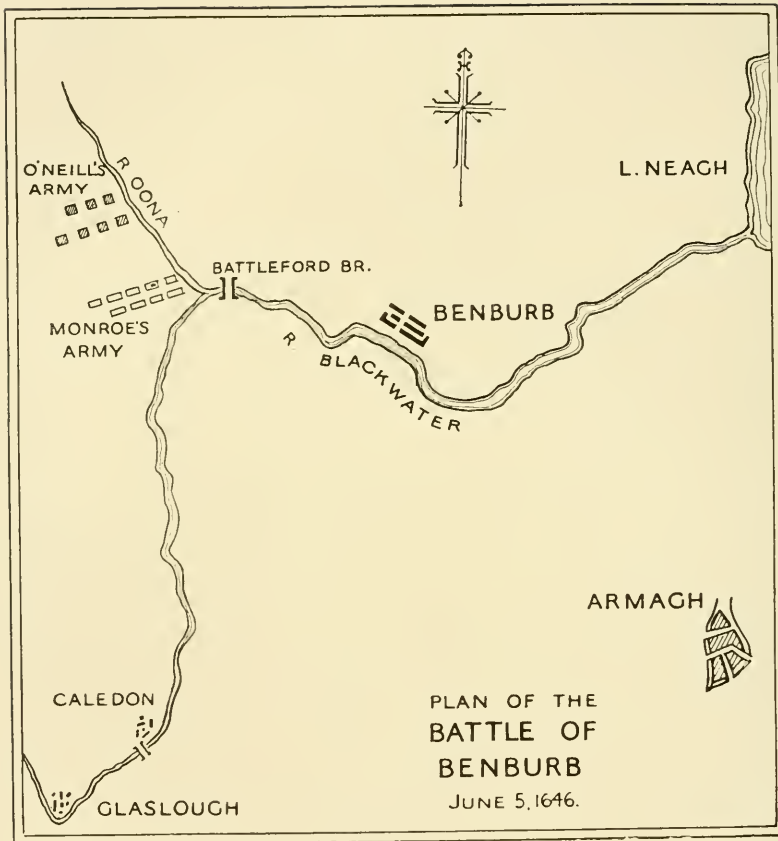 L. NEAGH
O'NEILL'S
ARMY
R OONA
BATTLEFORD BR.
MONROE'S
ARMY
BENBURB
R BLACKWATER
ARMAGH
CALEDON
GLASLOUGH
PLAN OF THE
BATTLE OF
BENBURB
JUNE 5, 1646.